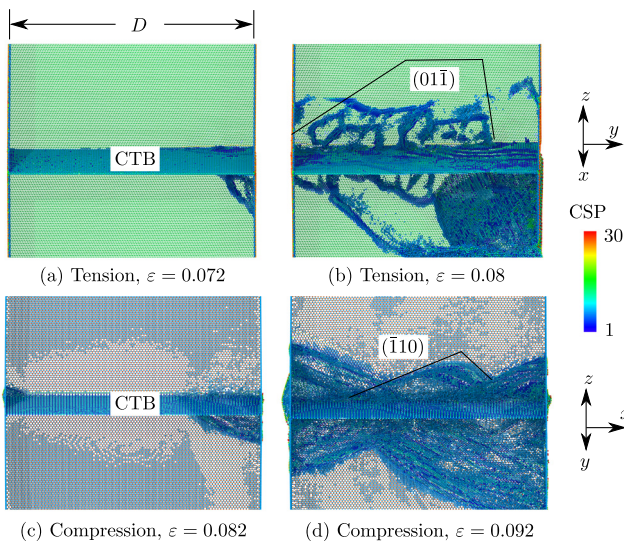 D
CTB
(01̄1̄)
z
y
x
CSP
30
1
(a) Tension, ε = 0.072
(b) Tension, ε = 0.08
(1̄10)
CTB
z
x
y
(c) Compression, ε = 0.082
(d) Compression, ε = 0.092